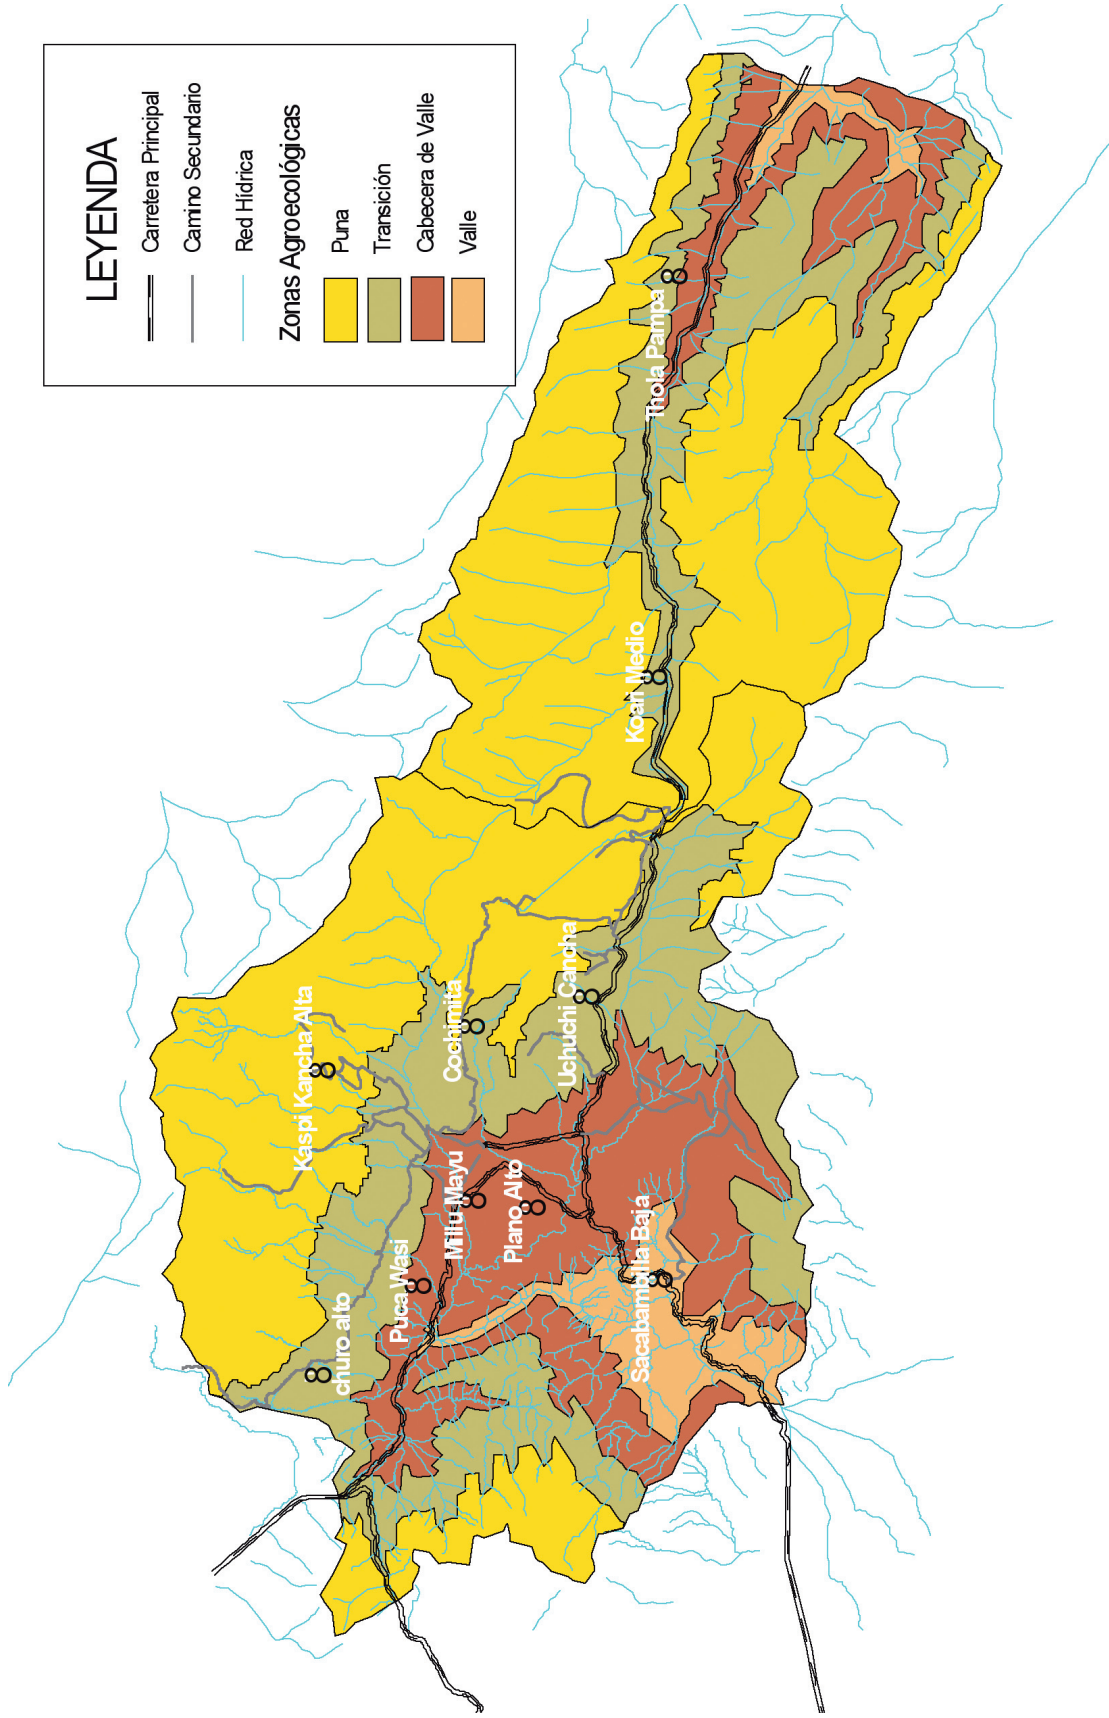 LEYENDA
Carretera Principal
Camino Secundario
Red Hídrica
Zonas Agroecológicas
Puna
Transición
Cabecera de Valle
Valle
Kaspi Kancha Alta
churo alto
Puca Wasi
Millu Mayu
Cochimita
Plano Alto
Uchuchi Cancha
Sacabambilla Baja
Koari Medio
Thola Pampa